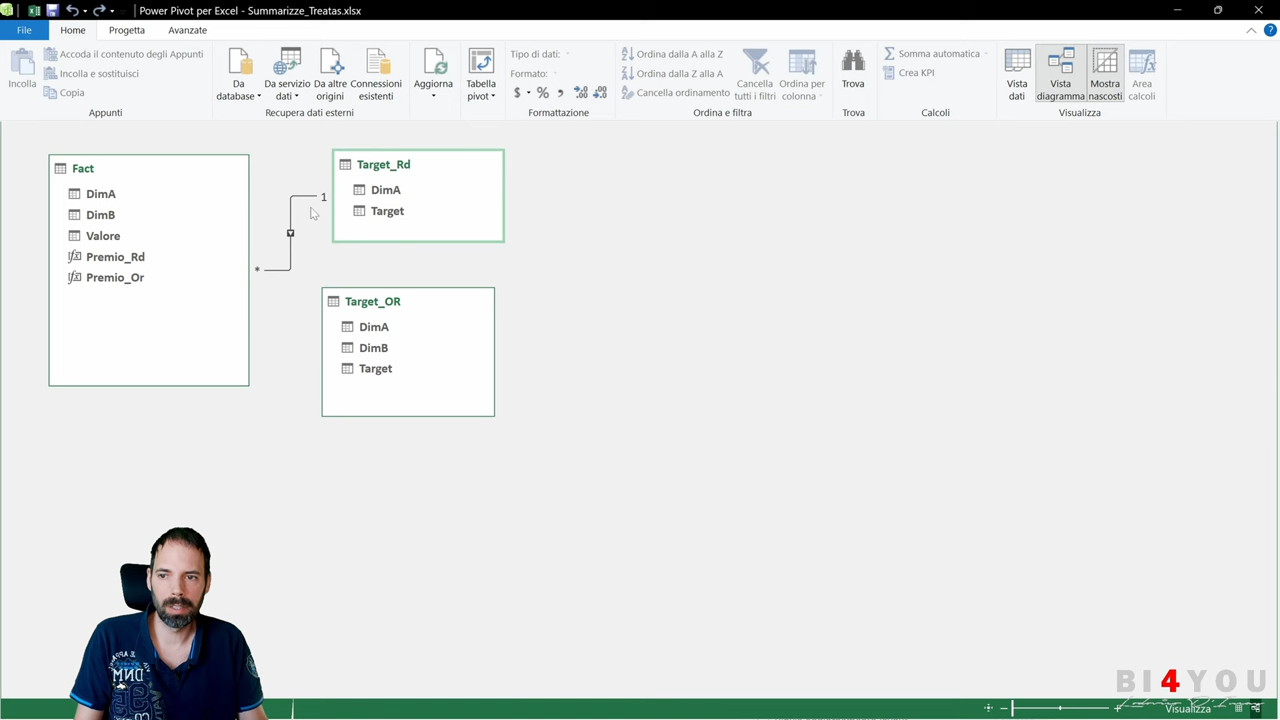 Power Pivot per Excel - Summarizze_Treatas.xlsx
File Home Progetta Avanzate
Incolla
Accoda il contenuto degli Appunti
Incolla e sostituisci
Copia
Appunti
Da database
Da servizio dati
Da altre origini
Connessioni esistenti
Recupera dati esterni
Aggiorna
Tabella pivot
Tipo di dati:
Formato:
$ % ,
Formattazione
Ordina dalla A alla Z
Ordina dalla Z alla A
Cancella ordinamento
Cancella tutti i filtri
Ordina per colonna
Ordina e filtra
Trova
Trova
Somma automatica
Crea KPI
Calcoli
Vista dati
Vista diagramma
Mostra nascosti
Area calcoli
Visualizza
Fact
DimA
DimB
Valore
Premio_Rd
Premio_Or
1
*
Target_Rd
DimA
Target
Target_OR
DimA
DimB
Target
DNM
BI4YOU
Visualizza